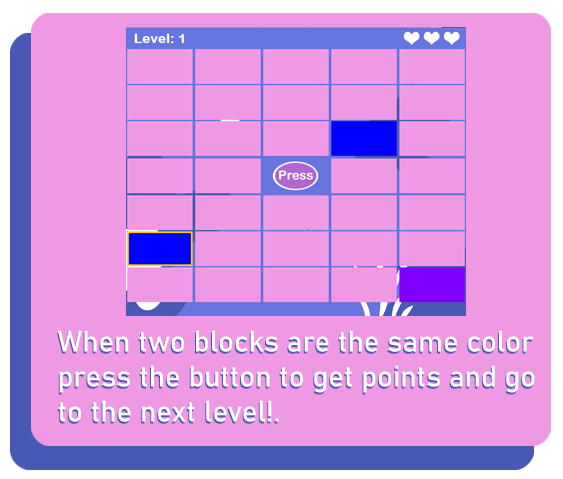 Level: 1
Press
When two blocks are the same color
press the button to get points and go
to the next level!.